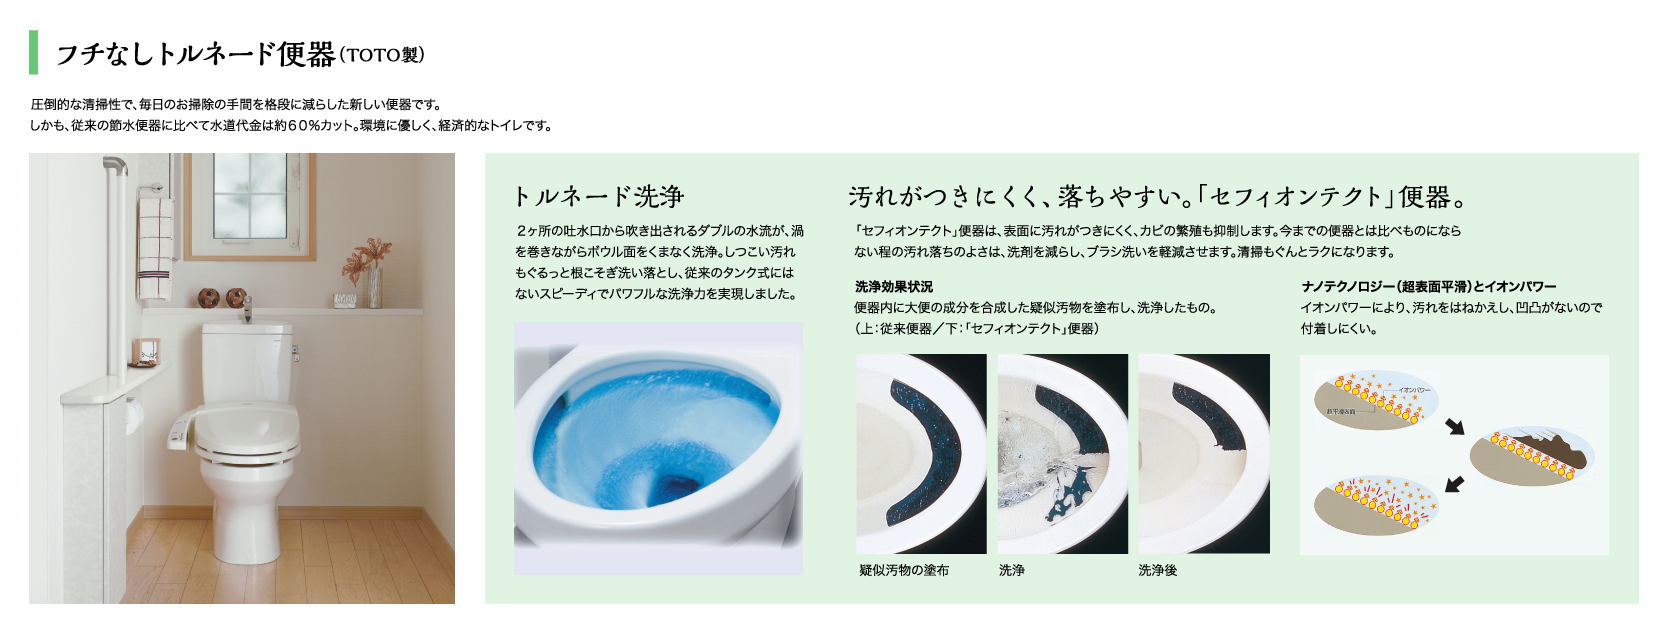 フチなしトルネード便器（TOTO製）
圧倒的な清掃性で、毎日のお掃除の手間を格段に減らした新しい便器です。
しかも、従来の節水便器に比べて水道代金は約６０％カット。環境に優しく、経済的なトイレです。
トルネード洗浄
２ヶ所の吐水口から吹き出されるダブルの水流が、渦
を巻きながらボウル面をくまなく洗浄。しつこい汚れ
もぐるっと根こそぎ洗い落とし、従来のタンク式には
ないスピーディでパワフルな洗浄力を実現しました。
汚れがつきにくく、落ちやすい。「セフィオンテクト」便器。
「セフィオンテクト」便器は、表面に汚れがつきにくく、カビの繁殖も抑制します。今までの便器とは比べものになら
ない程の汚れ落ちのよさは、洗剤を減らし、ブラシ洗いを軽減させます。清掃もぐんとラクになります。
洗浄効果状況
便器内に大便の成分を合成した疑似汚物を塗布し、洗浄したもの。
（上：従来便器／下：「セフィオンテクト」便器）
疑似汚物の塗布
洗浄
洗浄後
ナノテクノロジー（超表面平滑）とイオンパワー
イオンパワーにより、汚れをはねかえし、凹凸がないので
付着しにくい。
イオンパワー
超平滑表面